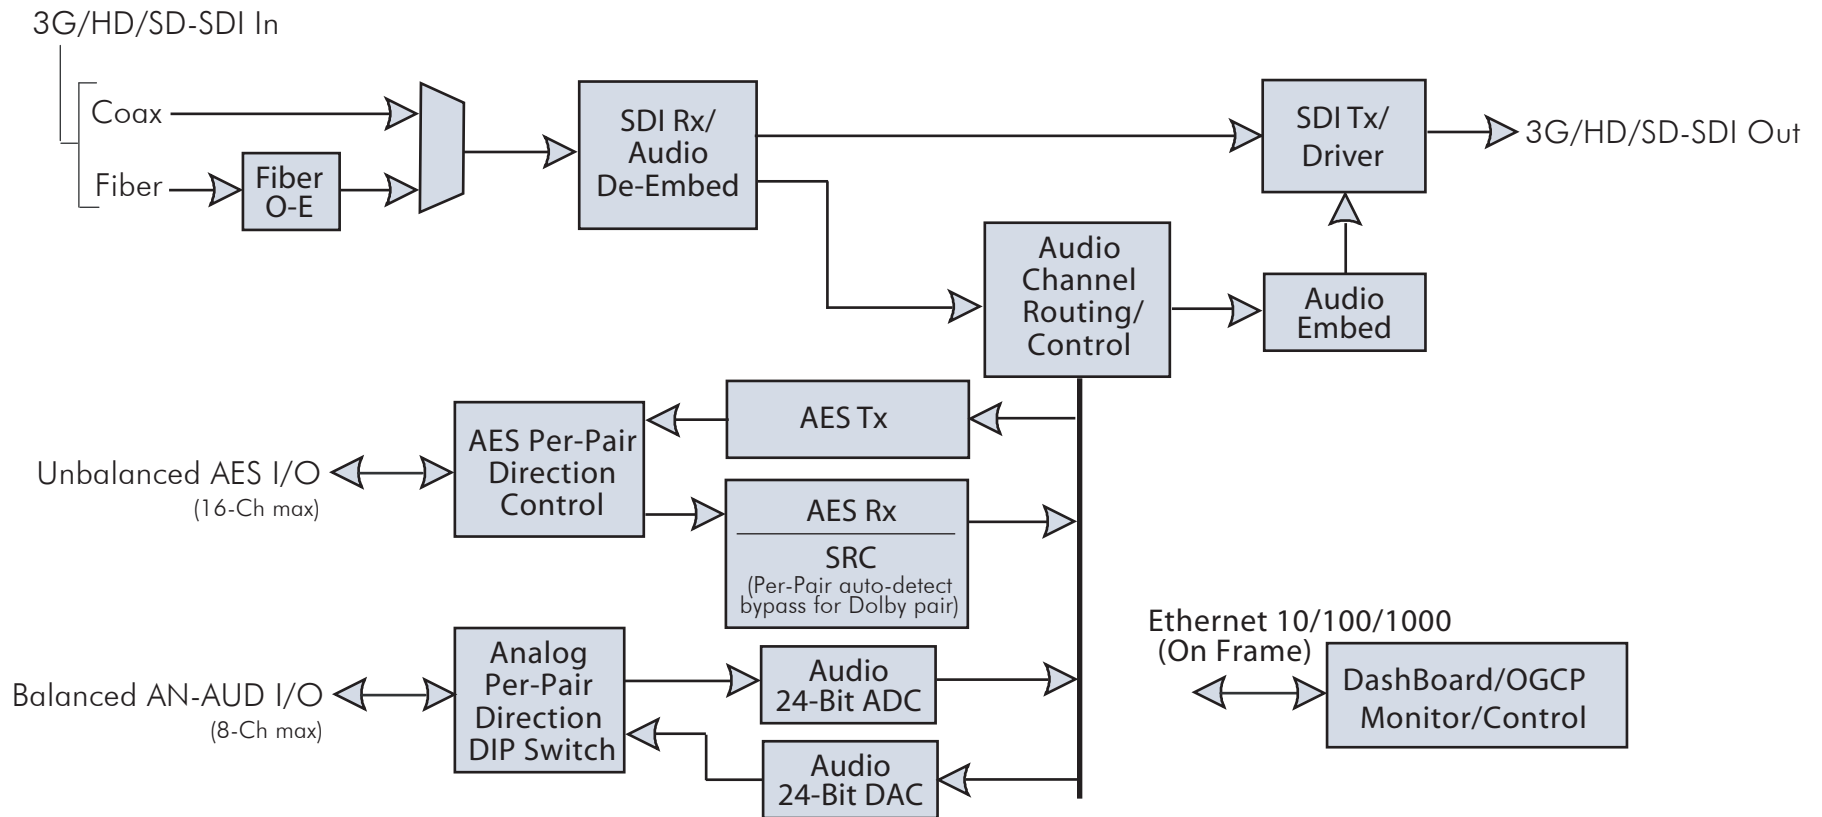 3G/HD/SD-SDI In
Coax
Fiber
Fiber
O-E
SDI Rx/
Audio
De-Embed
SDI Tx/
Driver
3G/HD/SD-SDI Out
Audio
Channel
Routing/
Control
Audio
Embed
AES Tx
AES Per-Pair
Direction
Control
Unbalanced AES I/O
(16-Ch max)
AES Rx
SRC
(Per-Pair auto-detect
bypass for Dolby pair)
Analog
Per-Pair
Direction
DIP Switch
Balanced AN-AUD I/O
(8-Ch max)
Audio
24-Bit ADC
Audio
24-Bit DAC
Ethernet 10/100/1000
(On Frame)
DashBoard/OGCP
Monitor/Control